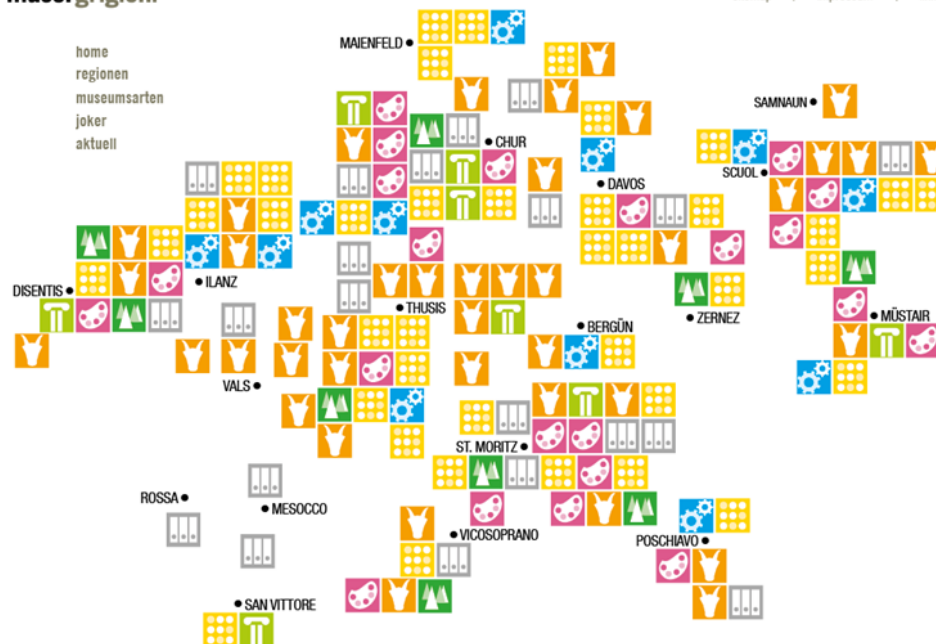 home
regionen
museumsarten
joker
aktuell
MAIENFELD
SAMNAUN
CHUR
SCUOL
DAVOS
ILANZ
DISENTIS
THUSIS
ZERNEZ
MÜSTAIR
BERGÜN
VALS
ST. MORITZ
ROSSA
MESOCCO
VICOSOPRANO
POSCHIAVO
SAN VITTORE